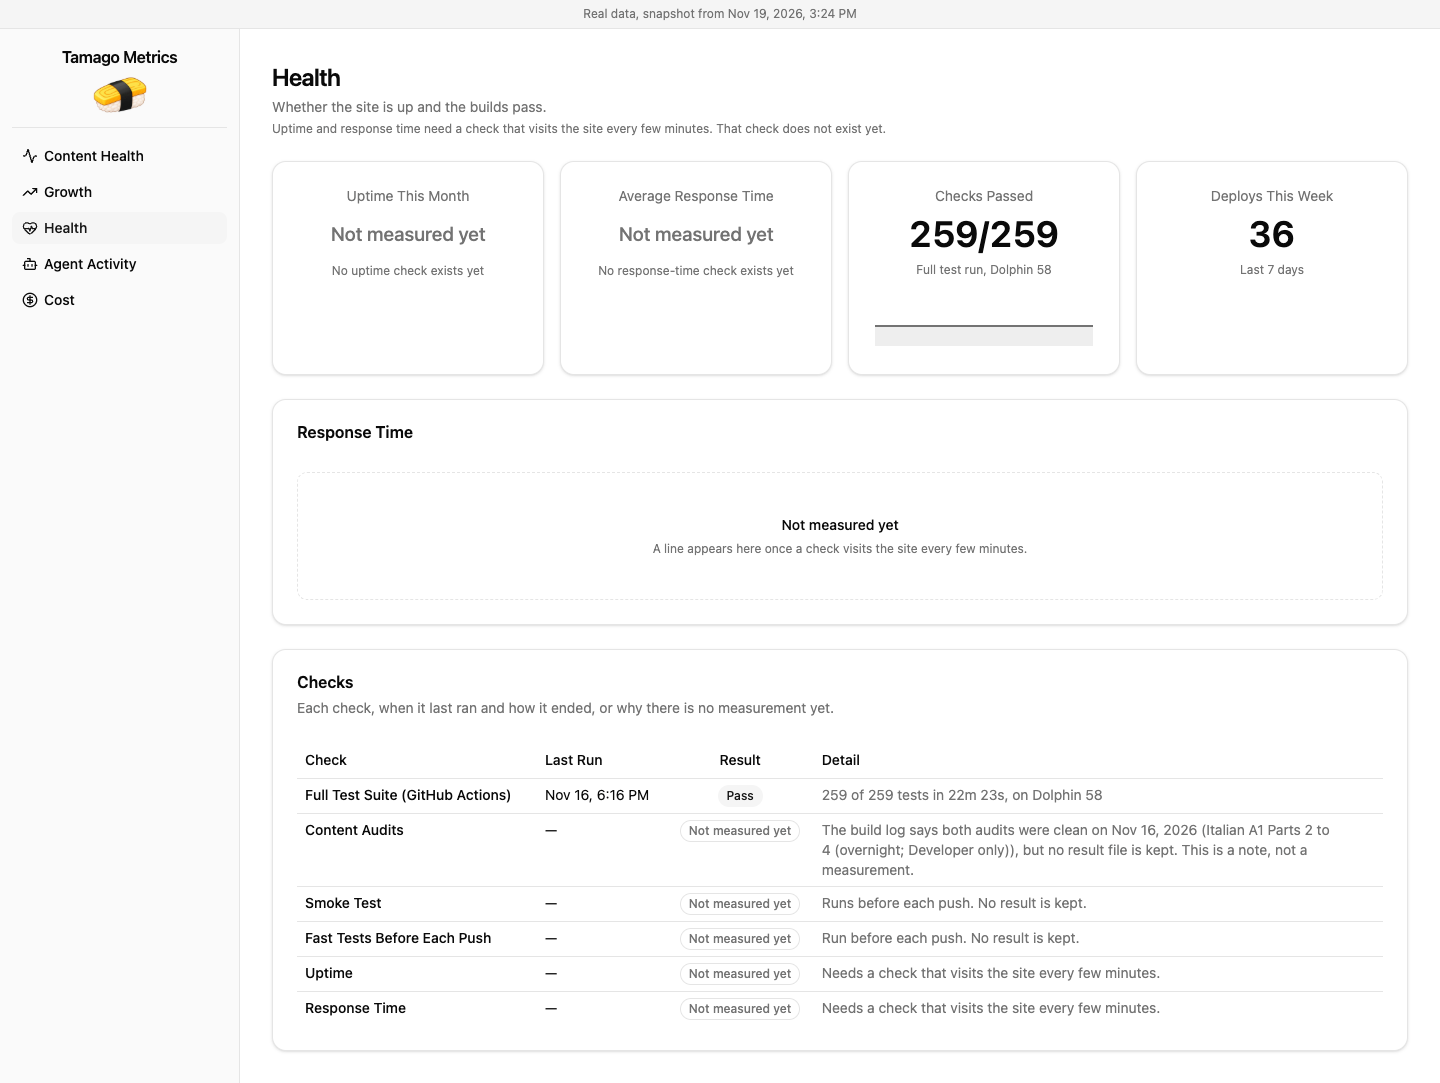 Real data, snapshot from Nov 19, 2026, 3:24 PM
Tamago Metrics
Content Health
Growth
Health
Agent Activity
Cost
Health
Whether the site is up and the builds pass.
Uptime and response time need a check that visits the site every few minutes. That check does not exist yet.
Uptime This Month
Not measured yet
No uptime check exists yet
Average Response Time
Not measured yet
No response-time check exists yet
Checks Passed
259/259
Full test run, Dolphin 58
Deploys This Week
36
Last 7 days
Response Time
Not measured yet
A line appears here once a check visits the site every few minutes.
Checks
Each check, when it last ran and how it ended, or why there is no measurement yet.
Check Last Run Result Detail
Full Test Suite (GitHub Actions) Nov 16, 6:16 PM Pass 259 of 259 tests in 22m 23s, on Dolphin 58
Content Audits — Not measured yet The build log says both audits were clean on Nov 16, 2026 (Italian A1 Parts 2 to
4 (overnight; Developer only)), but no result file is kept. This is a note, not a
measurement.
Smoke Test — Not measured yet Runs before each push. No result is kept.
Fast Tests Before Each Push — Not measured yet Run before each push. No result is kept.
Uptime — Not measured yet Needs a check that visits the site every few minutes.
Response Time — Not measured yet Needs a check that visits the site every few minutes.